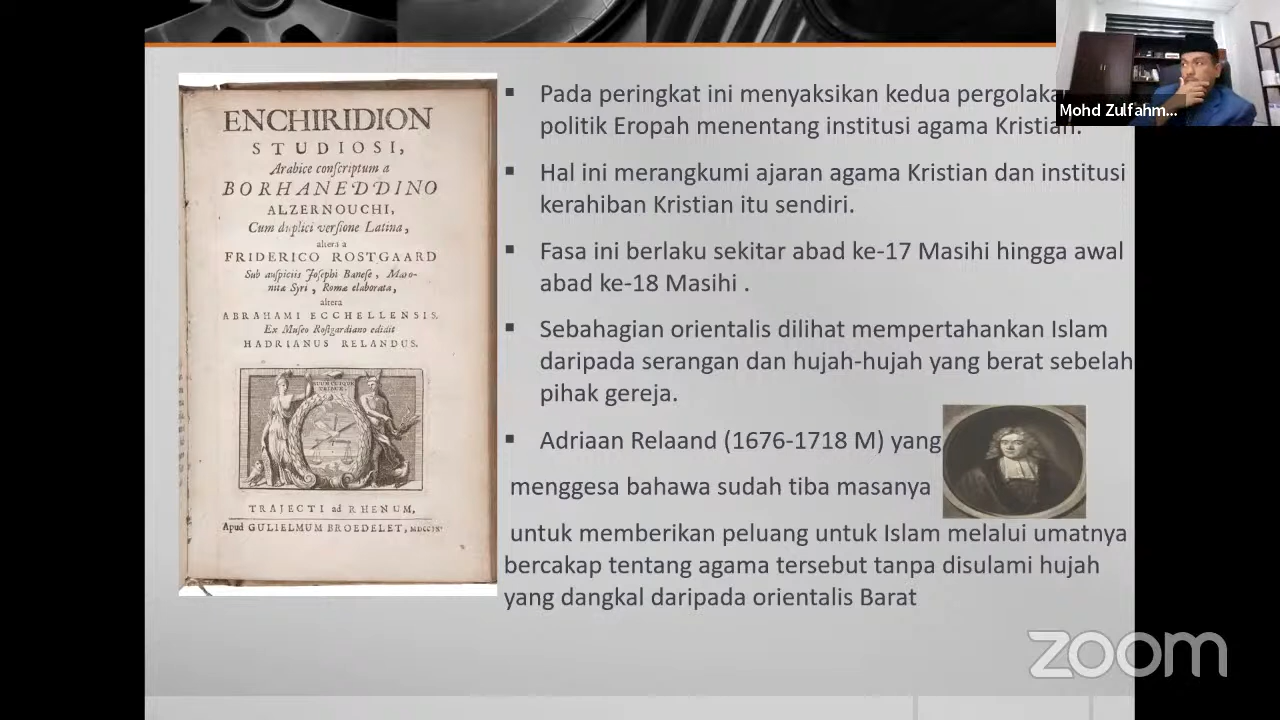 ENCHIRIDION
STUDIOSI,
Arabice conſcriptum a
BORHANEDDINO
ALZERNOUCHI,
Cum duplici verſione Latina,
altera a
FRIDERICO ROSTGAARD
Sub auſpiciis Joſephi Baneſe, Maro-
nitæ Syri, Romæ elaborata,
altera
ABRAHAMI ECCHELLENSIS.
Ex Muſeo Roſtgardiano edidit
HADRIANUS RELANDUS.
TRAJECTI ad RHENUM,
Apud GULIELMUM BROEDELET,
▪ Pada peringkat ini menyaksikan kedua
politik Eropah menentang institusi agama Kristian.
▪ Hal ini merangkumi ajaran agama Kristian dan institusi
kerahiban Kristian itu sendiri.
▪ Fasa ini berlaku sekitar abad ke-17 Masihi hingga awal
abad ke-18 Masihi .
▪ Sebahagian orientalis dilihat mempertahankan Islam
daripada serangan dan hujah-hujah yang berat sebelah
pihak gereja.
▪ Adriaan Relaand (1676-1718 M) yang
menggesa bahawa sudah tiba masanya
untuk memberikan peluang untuk Islam melalui umatnya
bercakap tentang agama tersebut tanpa disulami hujah
yang dangkal daripada orientalis Barat
Mohd Zulfahm...
zoom